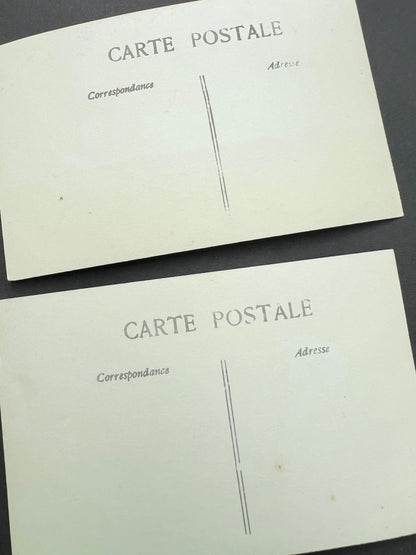 CARTE POSTALE
Correspondance
Adresse
CARTE POSTALE
Correspondance
Adresse